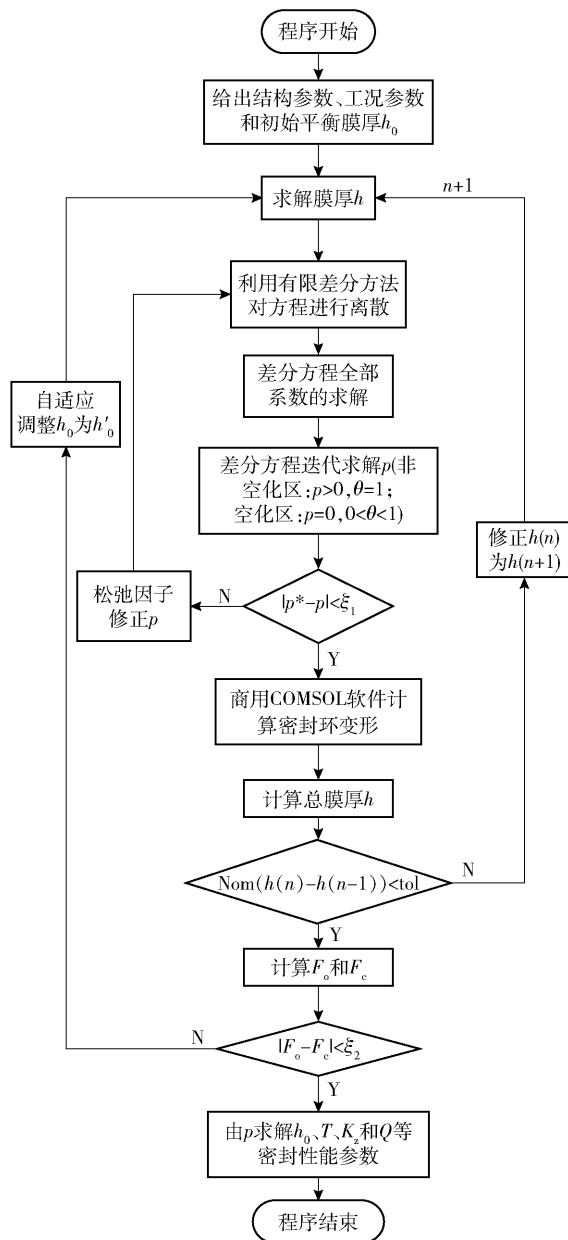 程序开始
给出结构参数、工况参数
和初始平衡膜厚h₀
n+1
求解膜厚h
利用有限差分方法
对方程进行离散
差分方程全部
系数的求解
自适应
调整h₀为h′₀
差分方程迭代求解p(非
空化区:p>0,θ=1;
空化区:p=0,0<θ<1)
修正h(n)
为h(n+1)
松弛因子
修正p
N
|p*-p|<ξ₁
Y
商用COMSOL软件计
算密封环变形
计算总膜厚h
Nom(h(n)-h(n-1))<tol
N
Y
计算Fₒ和F꜀
N
|Fₒ-F꜀|<ξ₂
Y
由p求解h₀、T、K_z和Q等
密封性能参数
程序结束